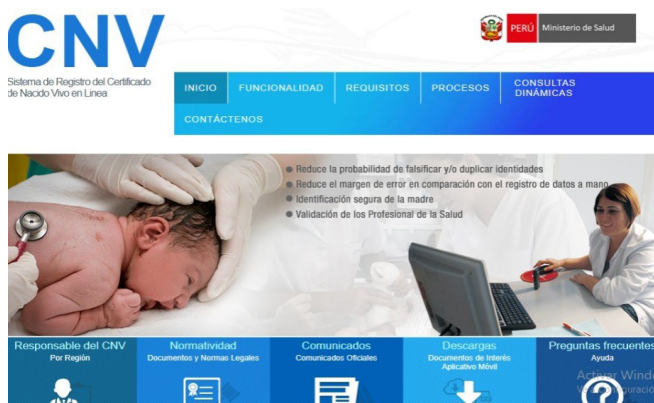 CNV
Sistema de Registro del Certificado
de Nacido Vivo en Linea
PERÚ Ministerio de Salud
INICIO FUNCIONALIDAD REQUISITOS PROCESOS CONSULTAS
DINÁMICAS
CONTÁCTENOS
Reduce la probabilidad de falsificar y/o duplicar identidades
Reduce el margen de error en comparación con el registro de datos a mano
Identificación segura de la madre
Validación de los Profesional de la Salud
Responsable del CNV
Por Región
Normatividad
Documentos y Normas Legales
Comunicados
Comunicados Oficiales
Descargas
Documentos de Interés
Aplicativo Móvil
Preguntas frecuentes
Ayuda
Activar Wind